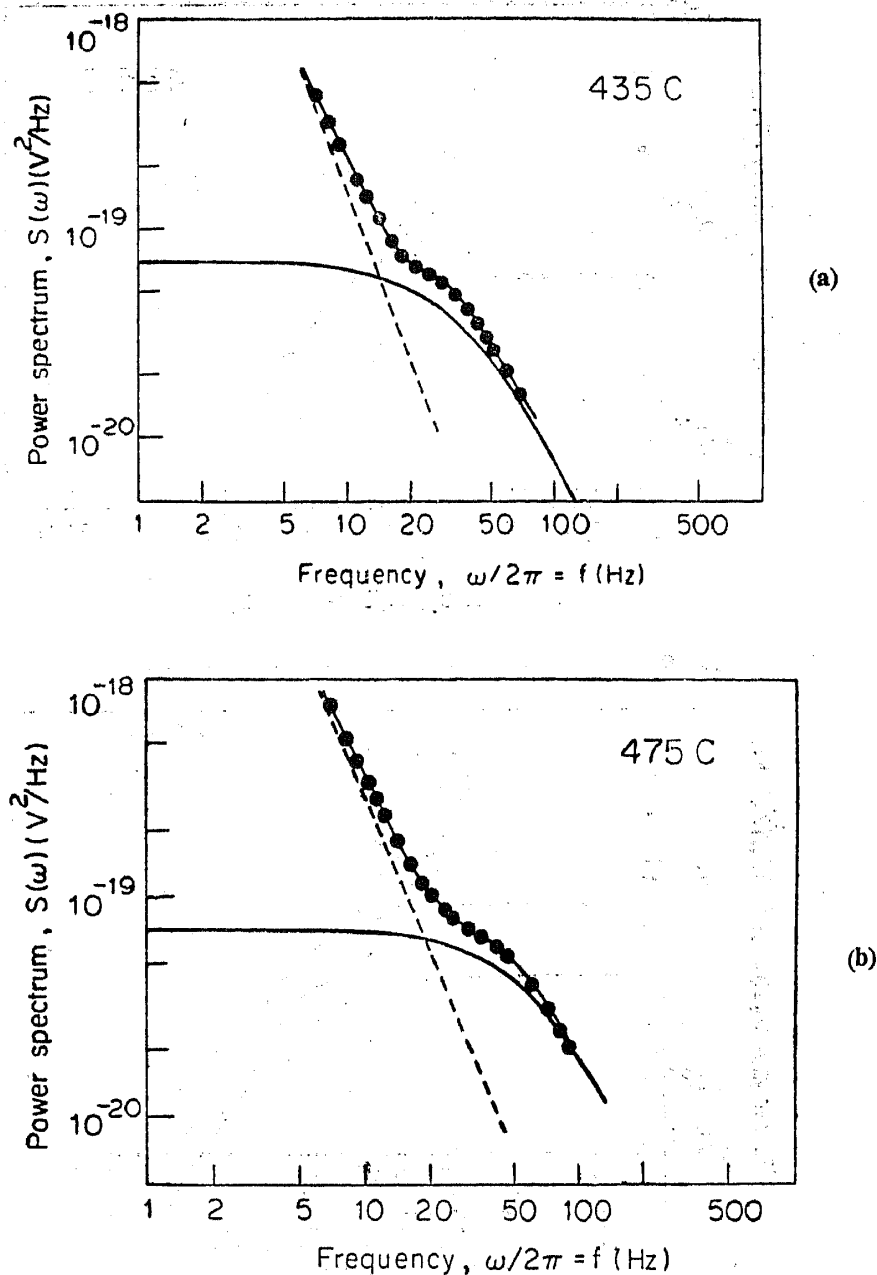 10⁻¹⁸
435 C
Power spectrum, S(ω)(V²/Hz)
10⁻¹⁹
(a)
10⁻²⁰
1 2 5 10 20 50 100 500
Frequency, ω/2π = f (Hz)
10⁻¹⁸
475 C
Power spectrum, S(ω)(V²/Hz)
10⁻¹⁹
(b)
10⁻²⁰
1 2 5 10 20 50 100 500
Frequency, ω/2π = f (Hz)